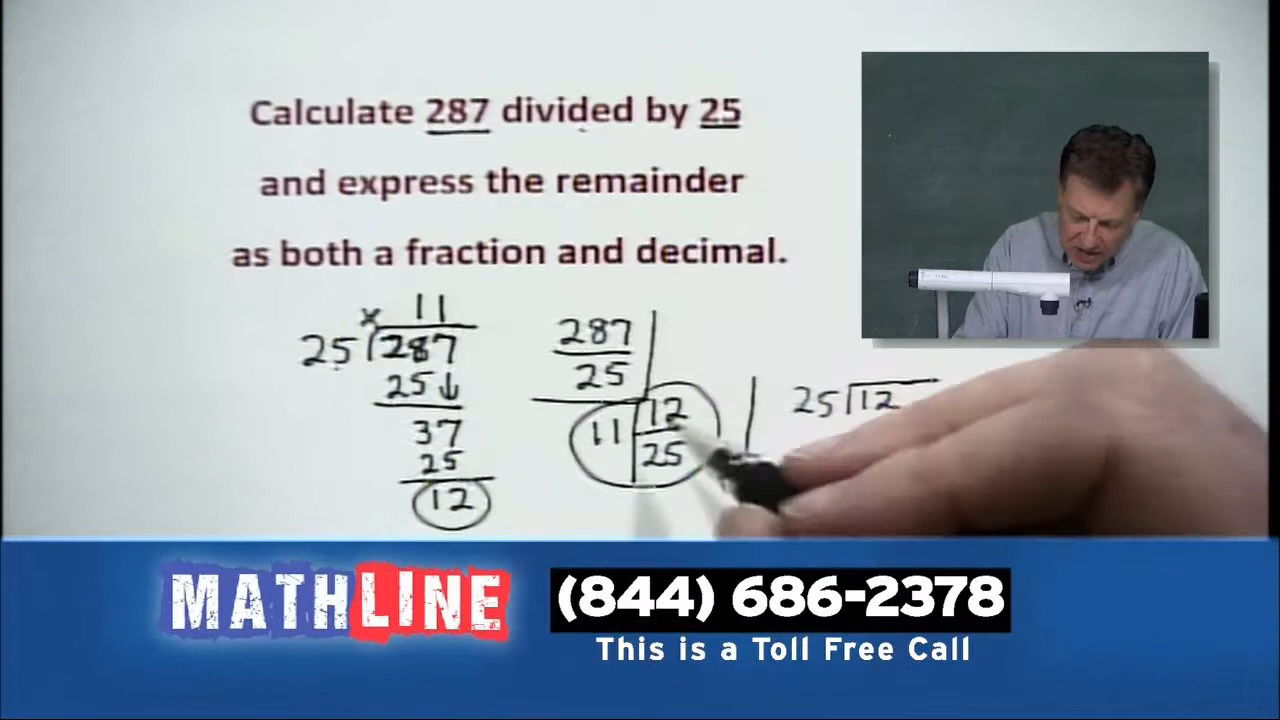 Calculate 287 divided by 25
and express the remainder
as both a fraction and decimal.
11
25 287
25
37
25
12
287
25
11 12
25
25 12
MATHLINE
(844) 686-2378
This is a Toll Free Call